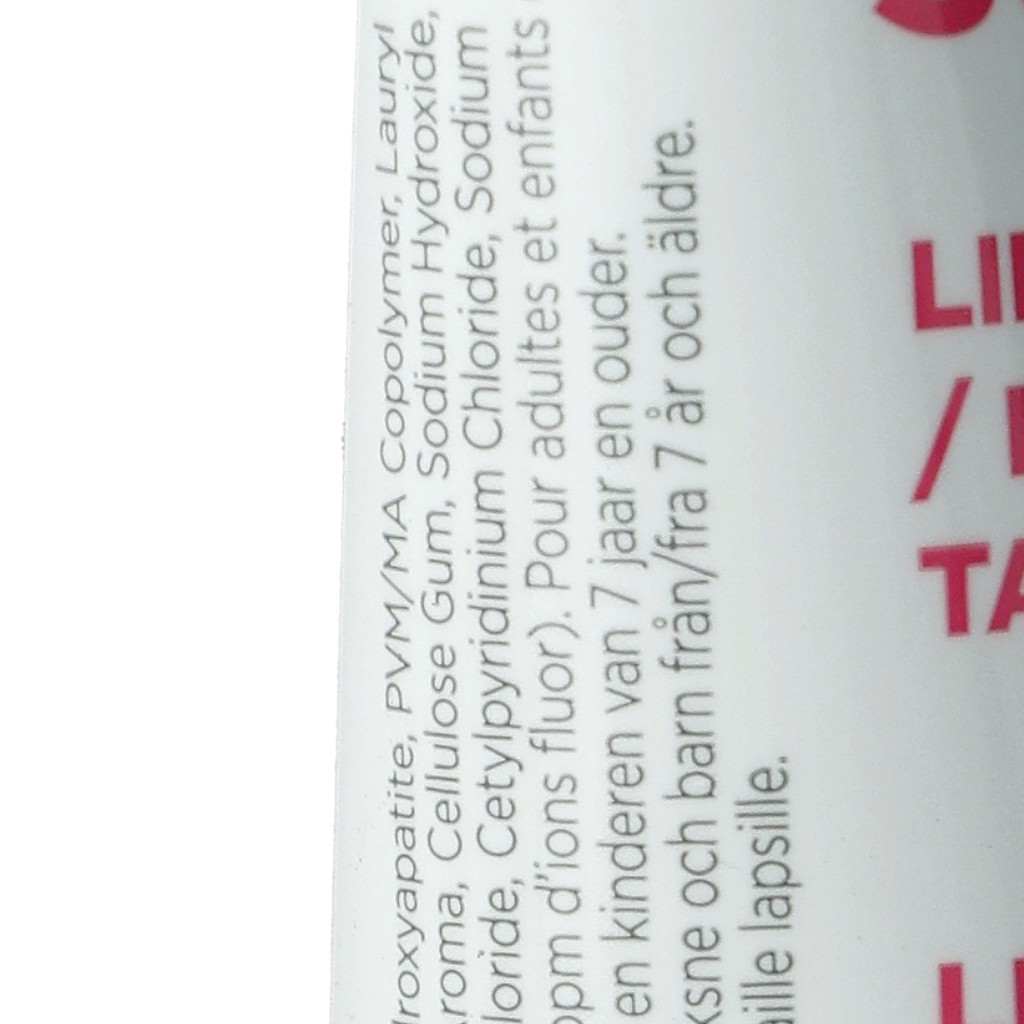 roxyapatite, PVM/MA Copolymer, Lauryl
roma, Cellulose Gum, Sodium Hydroxide,
loride, Cetylpyridinium Chloride, Sodium
ppm d'ions fluor). Pour adultes et enfants
en kinderen van 7 jaar en ouder.
ksne och barn från/fra 7 år och äldre.
aille lapsille.
LI
/
TA